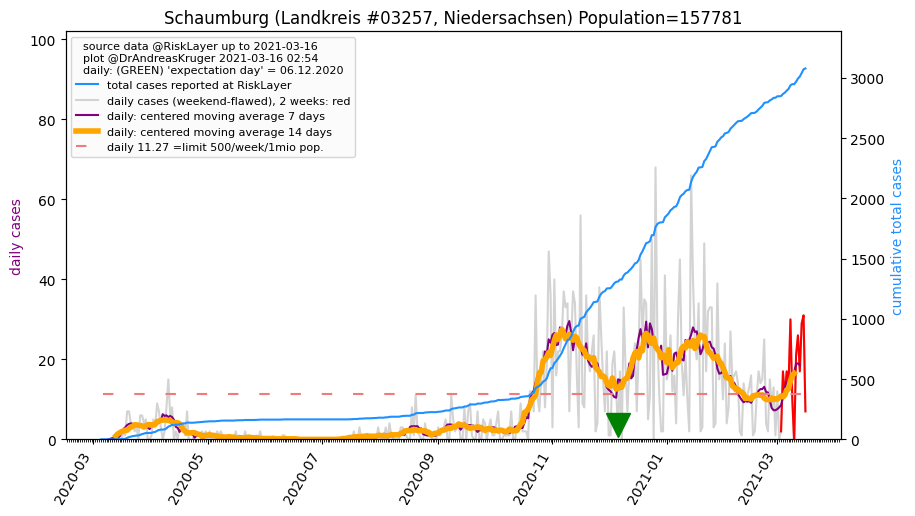 Schaumburg (Landkreis #03257, Niedersachsen) Population=157781
source data @RiskLayer up to 2021-03-16
plot @DrAndreasKruger 2021-03-16 02:54
daily: (GREEN) 'expectation day' = 06.12.2020
total cases reported at RiskLayer
daily cases (weekend-flawed), 2 weeks: red
daily: centered moving average 7 days
daily: centered moving average 14 days
daily 11.27 =limit 500/week/1mio pop.
daily cases
100
80
60
40
20
0
cumulative total cases
3000
2500
2000
1500
1000
500
0
2020-03
2020-05
2020-07
2020-09
2020-11
2021-01
2021-03